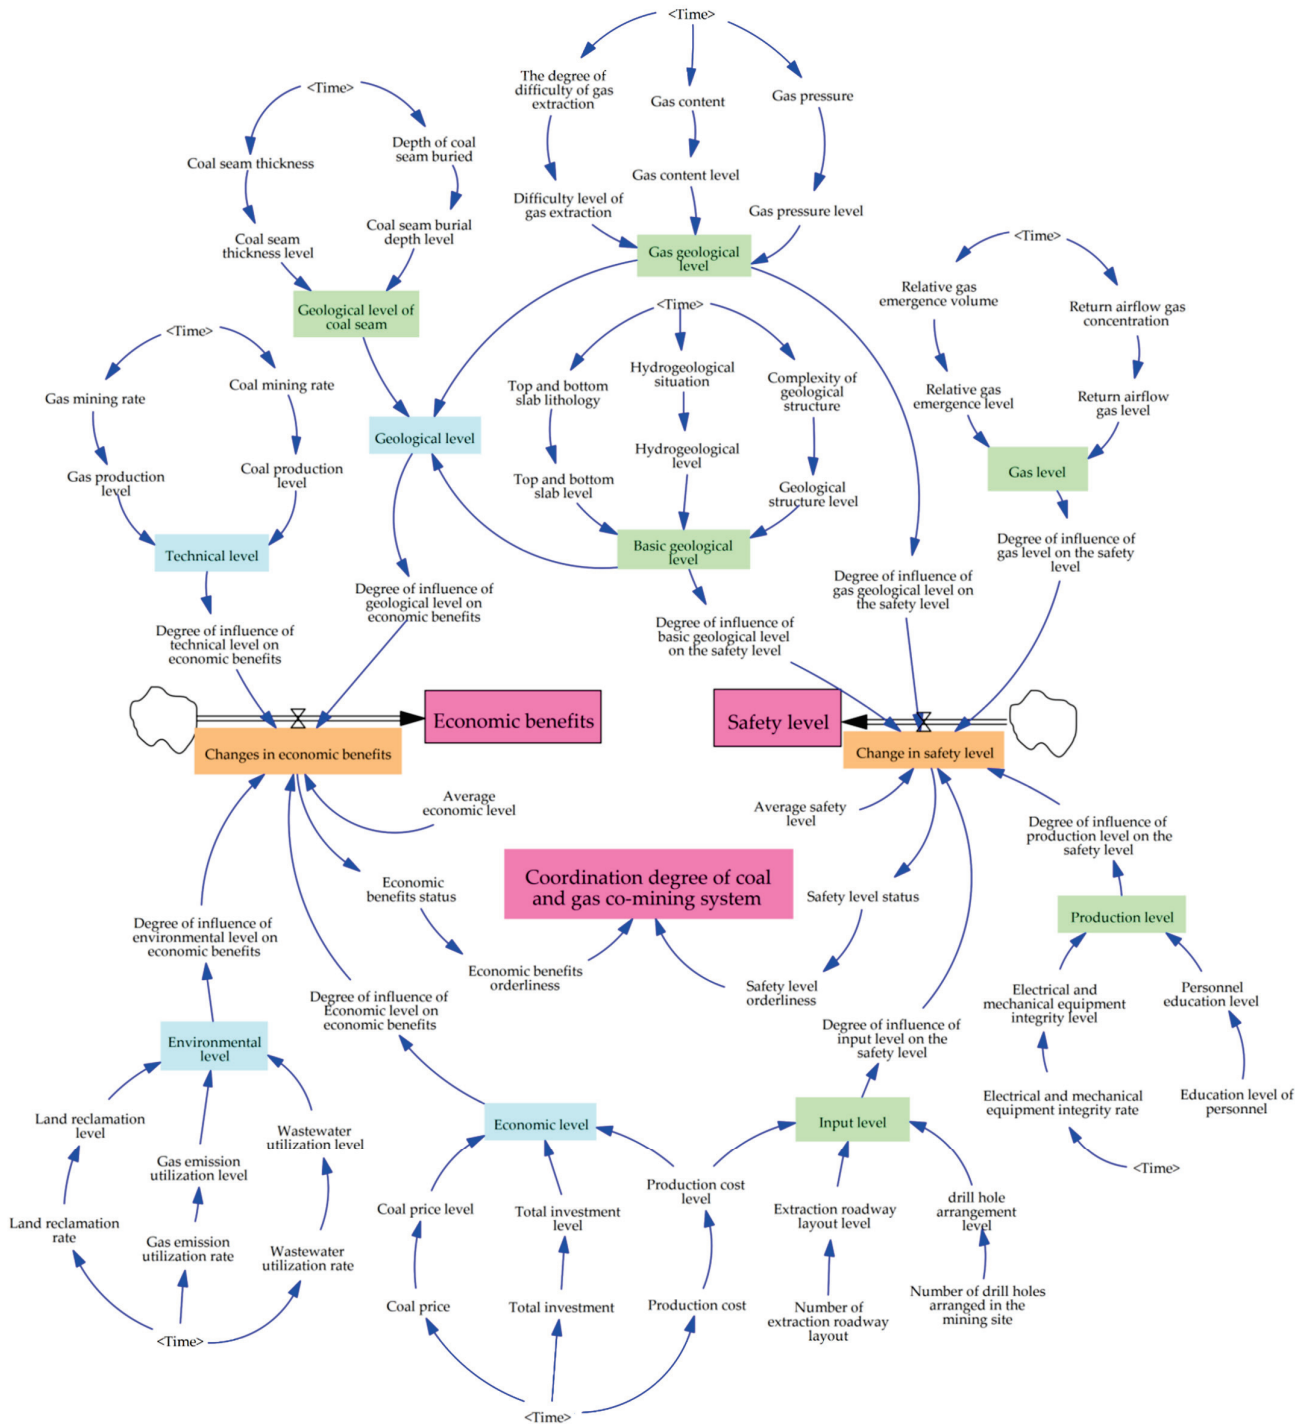 <Time>
The degree of
difficulty of gas
extraction
Gas content
Gas pressure
<Time>
Coal seam thickness
Depth of coal
seam buried
Gas content level
Difficulty level of
gas extraction
Gas pressure level
Coal seam
thickness level
Coal seam burial
depth level
Gas geological
level
<Time>
Relative gas
emergence volume
Return airflow gas
concentration
Geological level of
coal seam
<Time>
<Time>
Gas mining rate
Coal mining rate
Top and bottom
slab lithology
Hydrogeological
situation
Complexity of
geological
structure
Relative gas
emergence level
Return airflow
gas level
Geological level
Hydrogeological
level
Gas production
level
Coal production
level
Top and bottom
slab level
Geological
structure level
Gas level
Technical level
Basic geological
level
Degree of influence of
gas level on the safety
level
Degree of influence of
geological level on
economic benefits
Degree of influence of
gas geological level on
the safety level
Degree of influence of
technical level on
economic benefits
Degree of influence of
basic geological level
on the safety level
Economic benefits
Safety level
Changes in economic benefits
Change in safety level
Average
economic level
Average safety
level
Degree of influence of
production level on the
safety level
Coordination degree of coal
and gas co-mining system
Economic
benefits status
Safety level status
Production level
Degree of influence of
environmental level on
economic benefits
Economic benefits
orderliness
Safety level
orderliness
Electrical and
mechanical equipment
integrity level
Personnel
education level
Degree of influence of
Economic level on
economic benefits
Degree of influence of
input level on the
safety level
Environmental
level
Electrical and mechanical
equipment integrity rate
Education level of
personnel
Land reclamation
level
Wastewater
utilization level
Economic level
Input level
Gas emission
utilization level
<Time>
Production cost
level
Coal price level
Total investment
level
Extraction roadway
layout level
drill hole
arrangement
level
Land reclamation
rate
Gas emission
utilization rate
Wastewater
utilization rate
Coal price
Total investment
Production cost
Number of
extraction roadway
layout
Number of drill holes
arranged in the
mining site
<Time>
<Time>